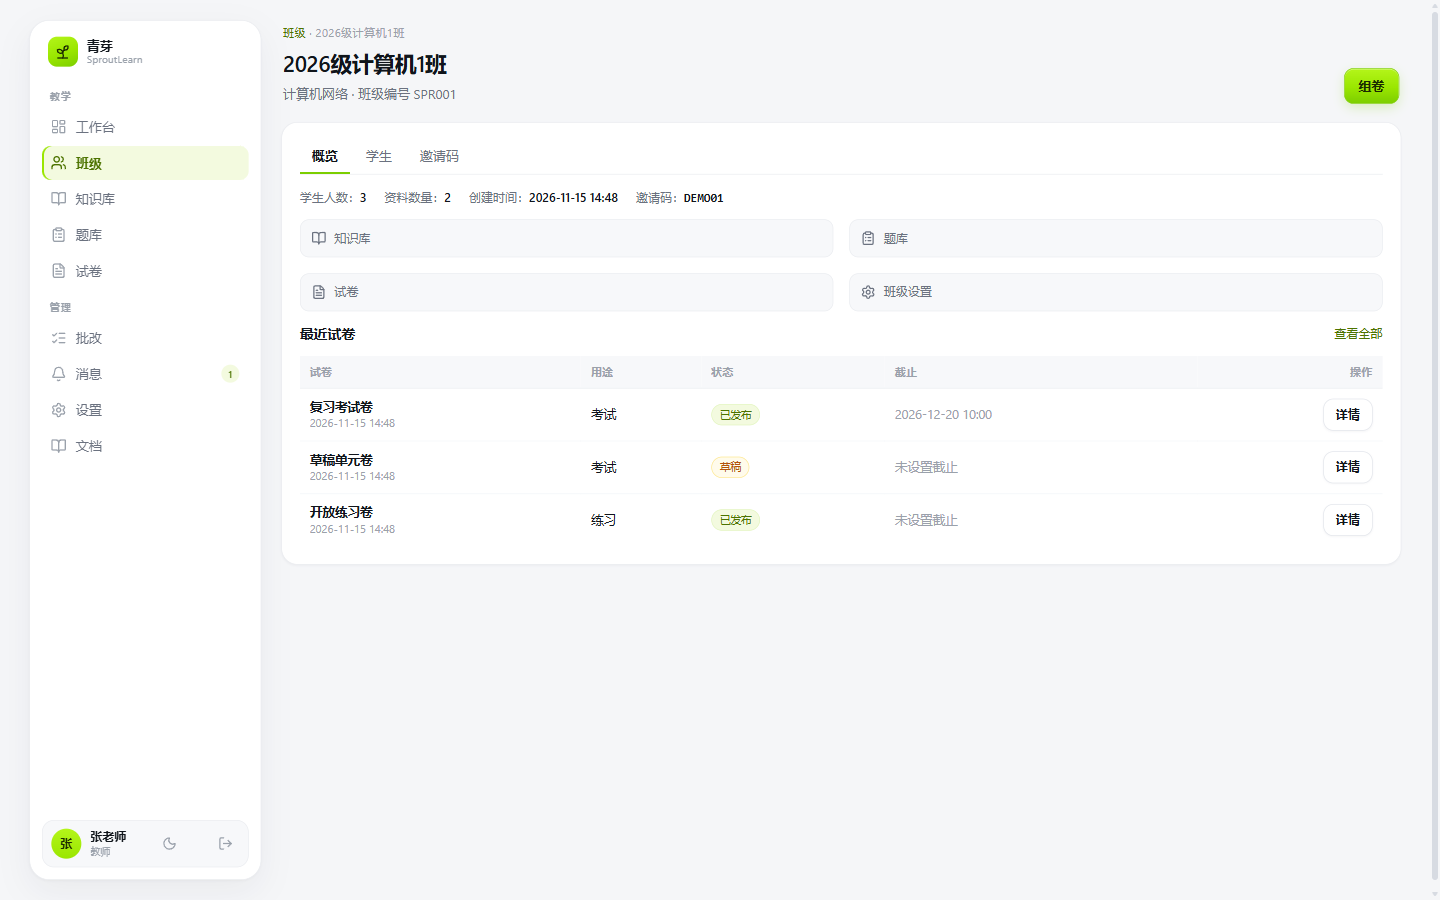 青芽
SproutLearn
教学
工作台
班级
知识库
题库
试卷
管理
批改
消息 1
设置
文档
张 张老师
教师
班级 · 2026级计算机1班
2026级计算机1班
计算机网络 · 班级编号 SPR001
组卷
概览 学生 邀请码
学生人数: 3 资料数量: 2 创建时间: 2026-11-15 14:48 邀请码: DEMO01
知识库 题库
试卷 班级设置
最近试卷 查看全部
试卷 用途 状态 截止 操作
复习考试卷
2026-11-15 14:48
考试 已发布 2026-12-20 10:00 详情
草稿单元卷
2026-11-15 14:48
考试 草稿 未设置截止 详情
开放练习卷
2026-11-15 14:48
练习 已发布 未设置截止 详情